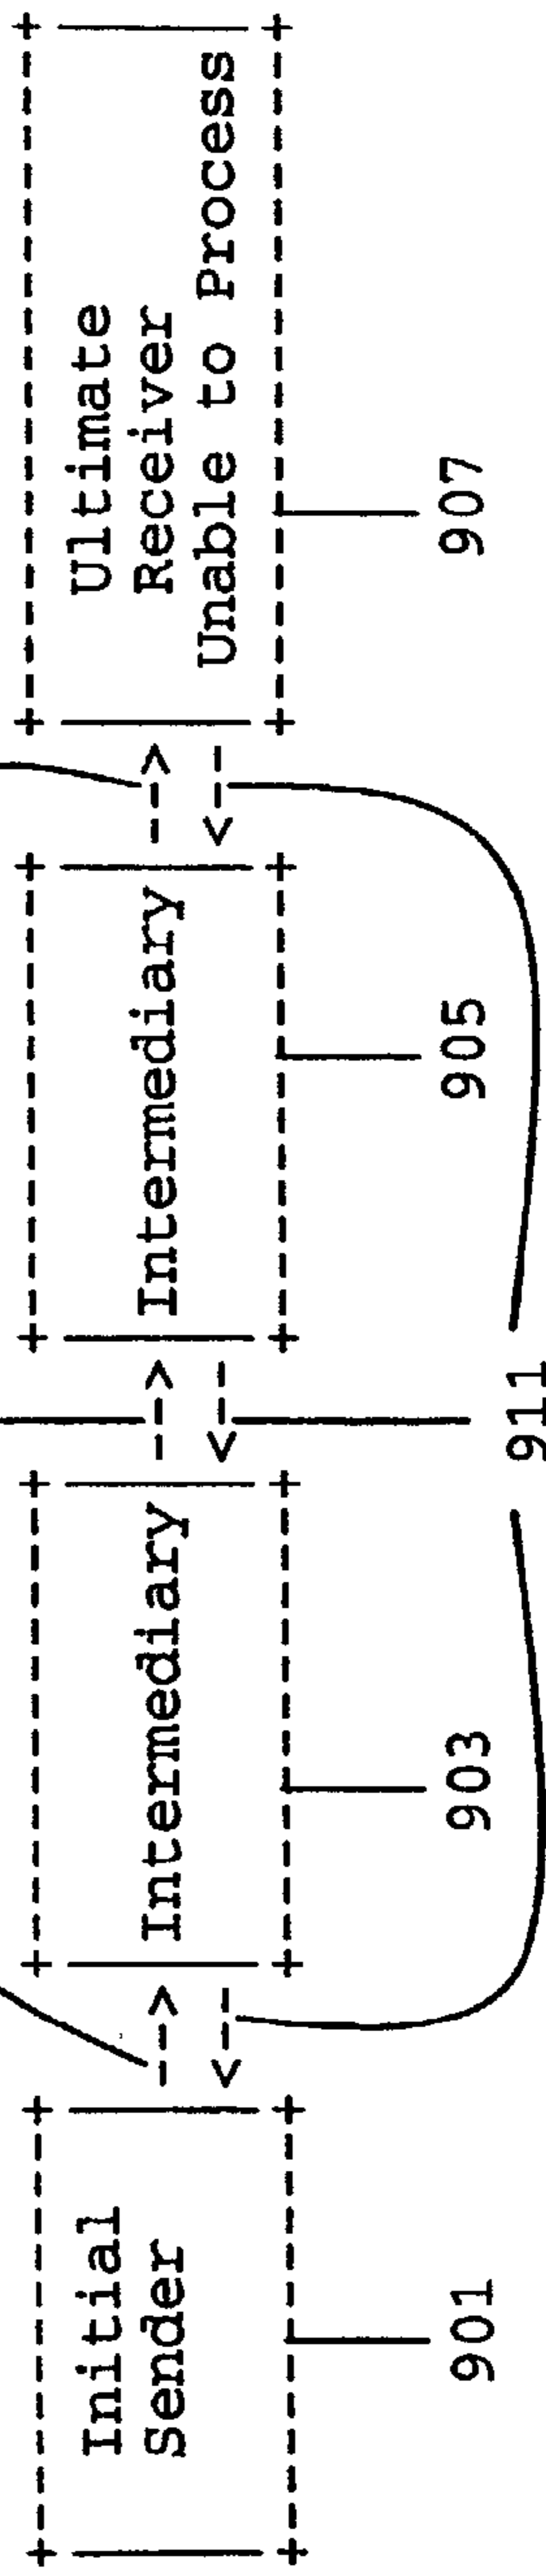 Initial
Sender
Intermediary
Intermediary
Ultimate
Receiver
Unable to Process
--> --> -->
<-- <-- <--
901
903
905
907
911